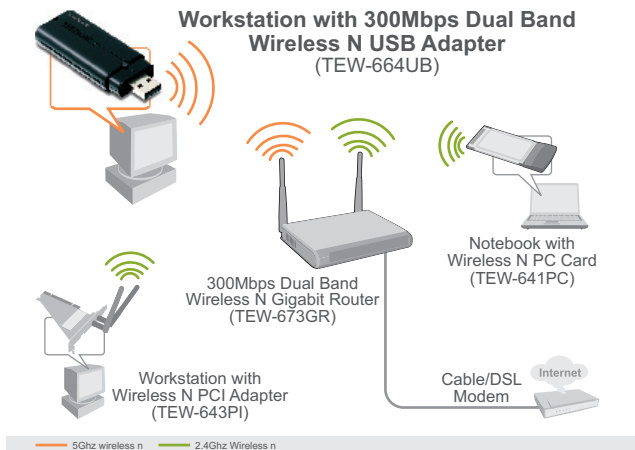 Workstation with 300Mbps Dual Band
Wireless N USB Adapter
(TEW-664UB)
Notebook with
Wireless N PC Card
(TEW-641PC)
300Mbps Dual Band
Wireless N Gigabit Router
(TEW-673GR)
Workstation with
Wireless N PCI Adapter
(TEW-643PI)
Cable/DSL
Modem
Internet
5Ghz wireless n
2.4Ghz Wireless n